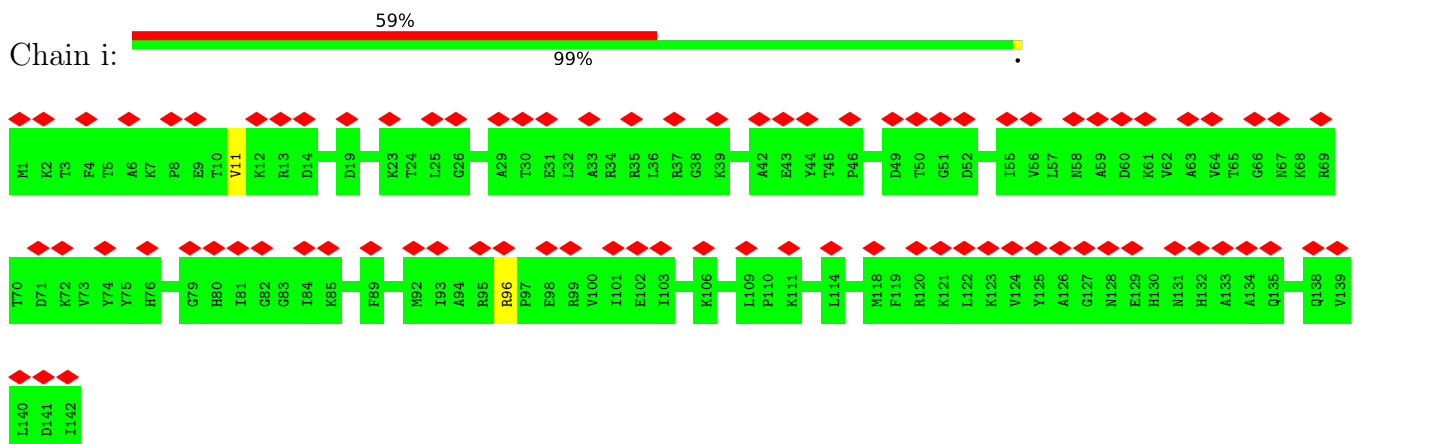 59%
Chain i:
99%
.
M1 K2 T3 F4 T5 A6 K7 P8 E9 T10 V11 K12 R13 D14 D19 K23 T24 L25 G26 A29 T30 E31 L32 A33 R34 R35 L36 R37 G38 K39 A42 E43 Y44 T45 P46 D49 T50 G51 D52 I55 V56 L57 N58 A59 D60 K61 V62 A63 V64 T65 G66 N67 K68 R69
T70 D71 K72 V73 Y74 Y75 H76 G79 H80 I81 G82 G83 I84 K85 F89 M92 I93 A94 R95 R96 P97 E98 R99 V100 I101 E102 I103 K106 L109 P110 K111 L114 M118 F119 R120 K121 L122 K123 V124 Y125 A126 G127 N128 E129 H130 N131 H132 A133 A134 Q135 Q138 V139
L140 D141 I142